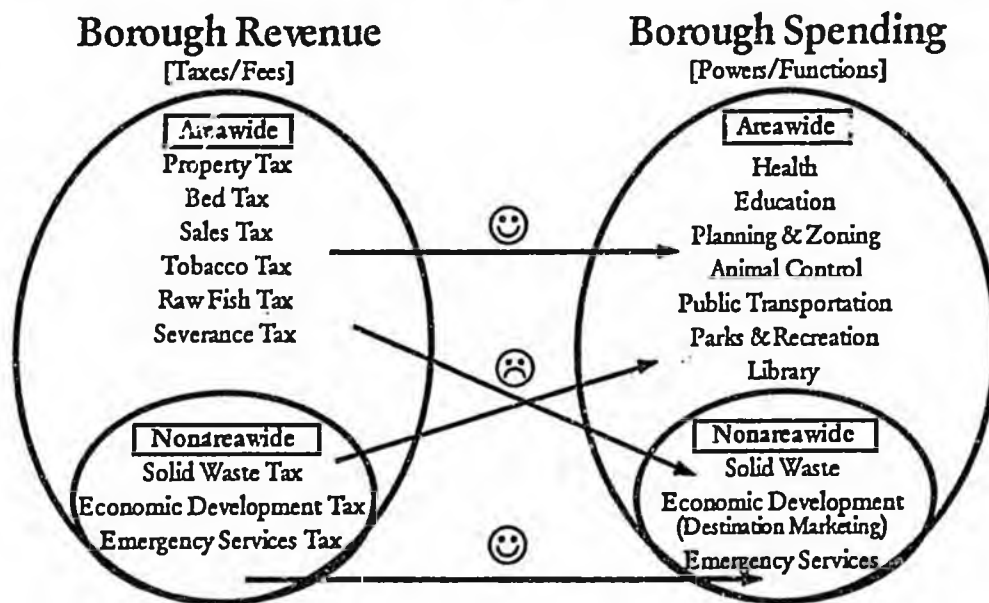 Borough Revenue
[Taxes/Fees]
Areawide
Property Tax
Bed Tax
Sales Tax
Tobacco Tax
Raw Fish Tax
Severance Tax
Nonareawide
Solid Waste Tax
Economic Development Tax
Emergency Services Tax
Borough Spending
[Powers/Functions]
Areawide
Health
Education
Planning & Zoning
Animal Control
Public Transportation
Parks & Recreation
Library
Nonareawide
Solid Waste
Economic Development
(Destination Marketing)
Emergency Services